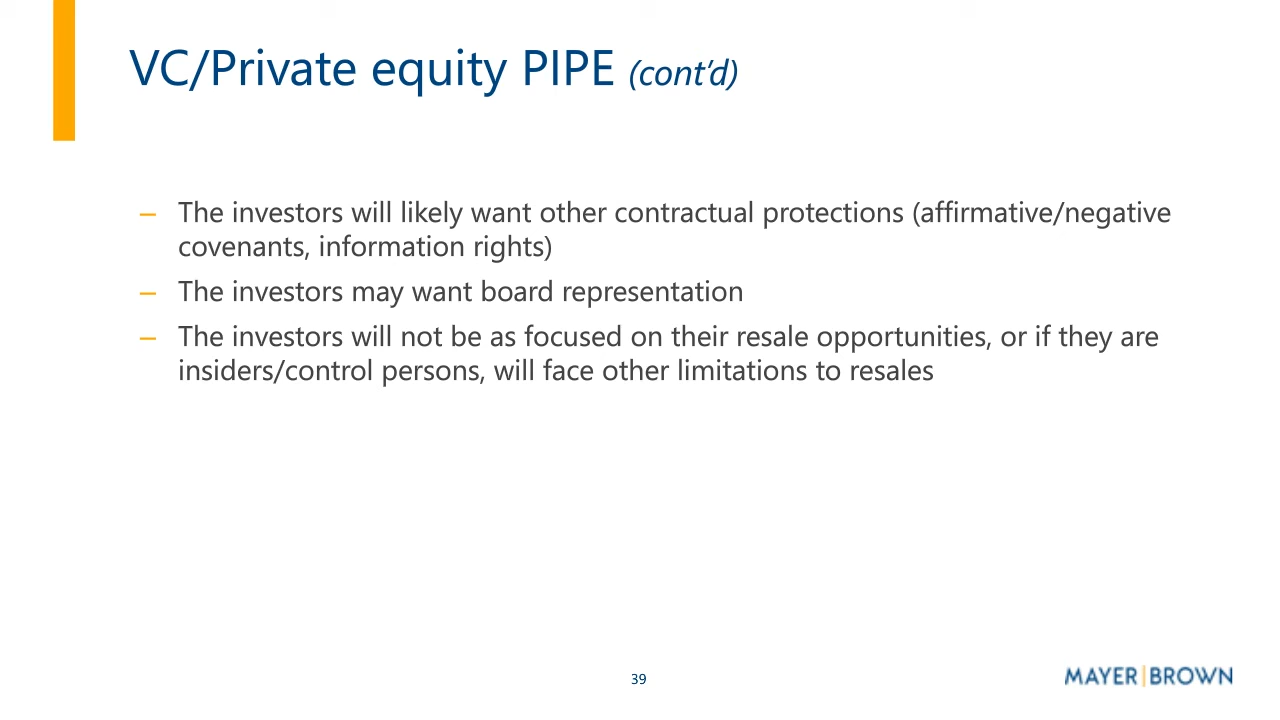 VC/Private equity PIPE (cont’d)
– The investors will likely want other contractual protections (affirmative/negative
covenants, information rights)
– The investors may want board representation
– The investors will not be as focused on their resale opportunities, or if they are
insiders/control persons, will face other limitations to resales
39
MAYER|BROWN